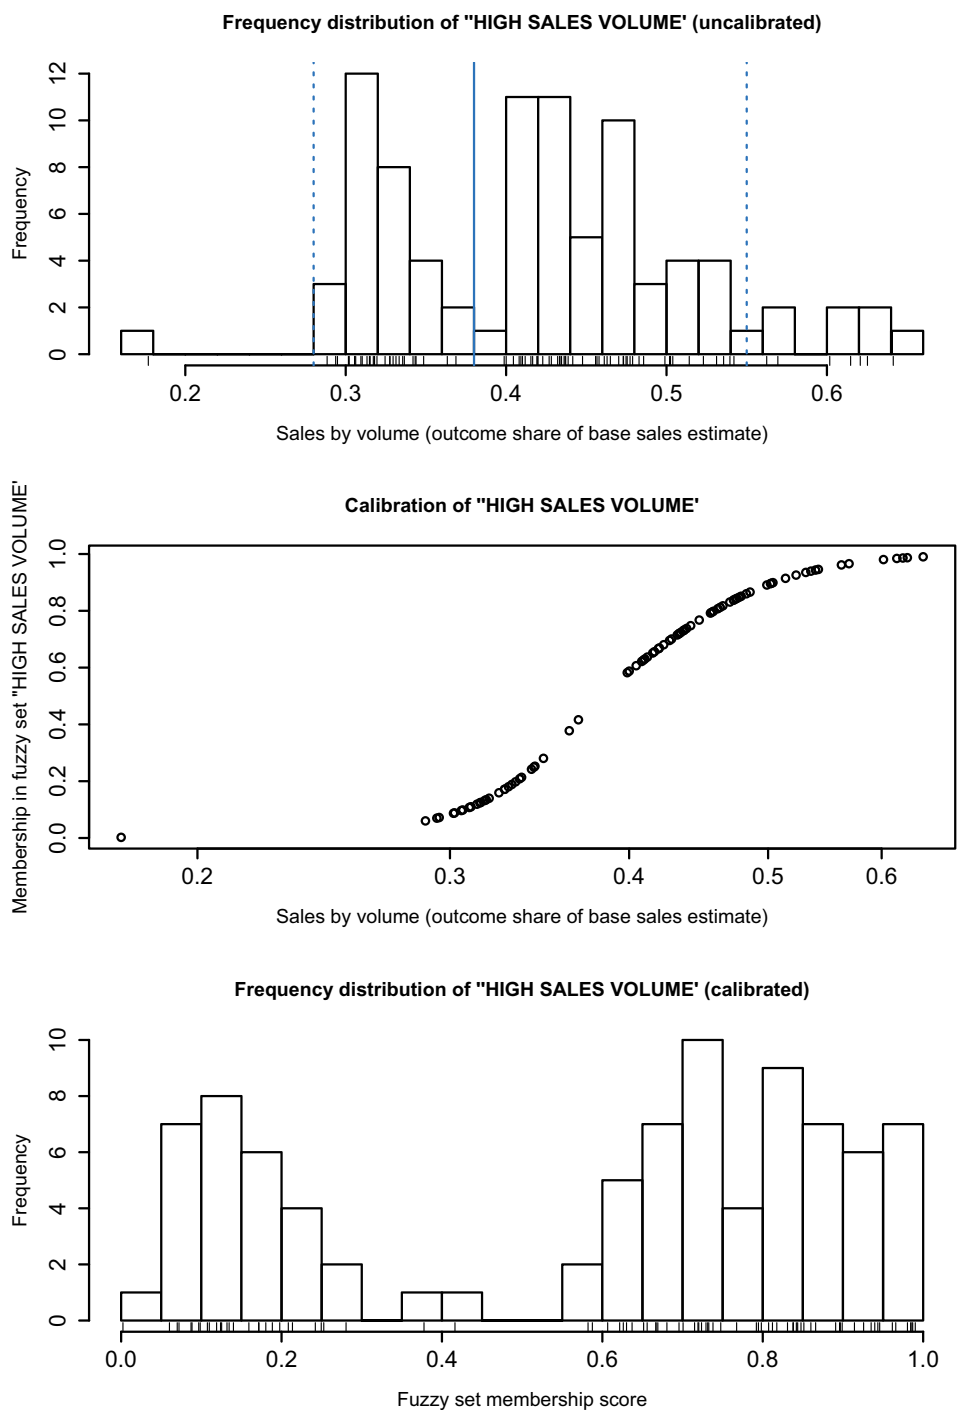 Frequency distribution of "HIGH SALES VOLUME' (uncalibrated)
Frequency
12
10
8
6
4
2
0
0.2 0.3 0.4 0.5 0.6
Sales by volume (outcome share of base sales estimate)
Calibration of "HIGH SALES VOLUME'
Membership in fuzzy set "HIGH SALES VOLUME'
1.0
0.8
0.6
0.4
0.2
0.0
0.2 0.3 0.4 0.5 0.6
Sales by volume (outcome share of base sales estimate)
Frequency distribution of "HIGH SALES VOLUME' (calibrated)
Frequency
10
8
6
4
2
0
0.0 0.2 0.4 0.6 0.8 1.0
Fuzzy set membership score